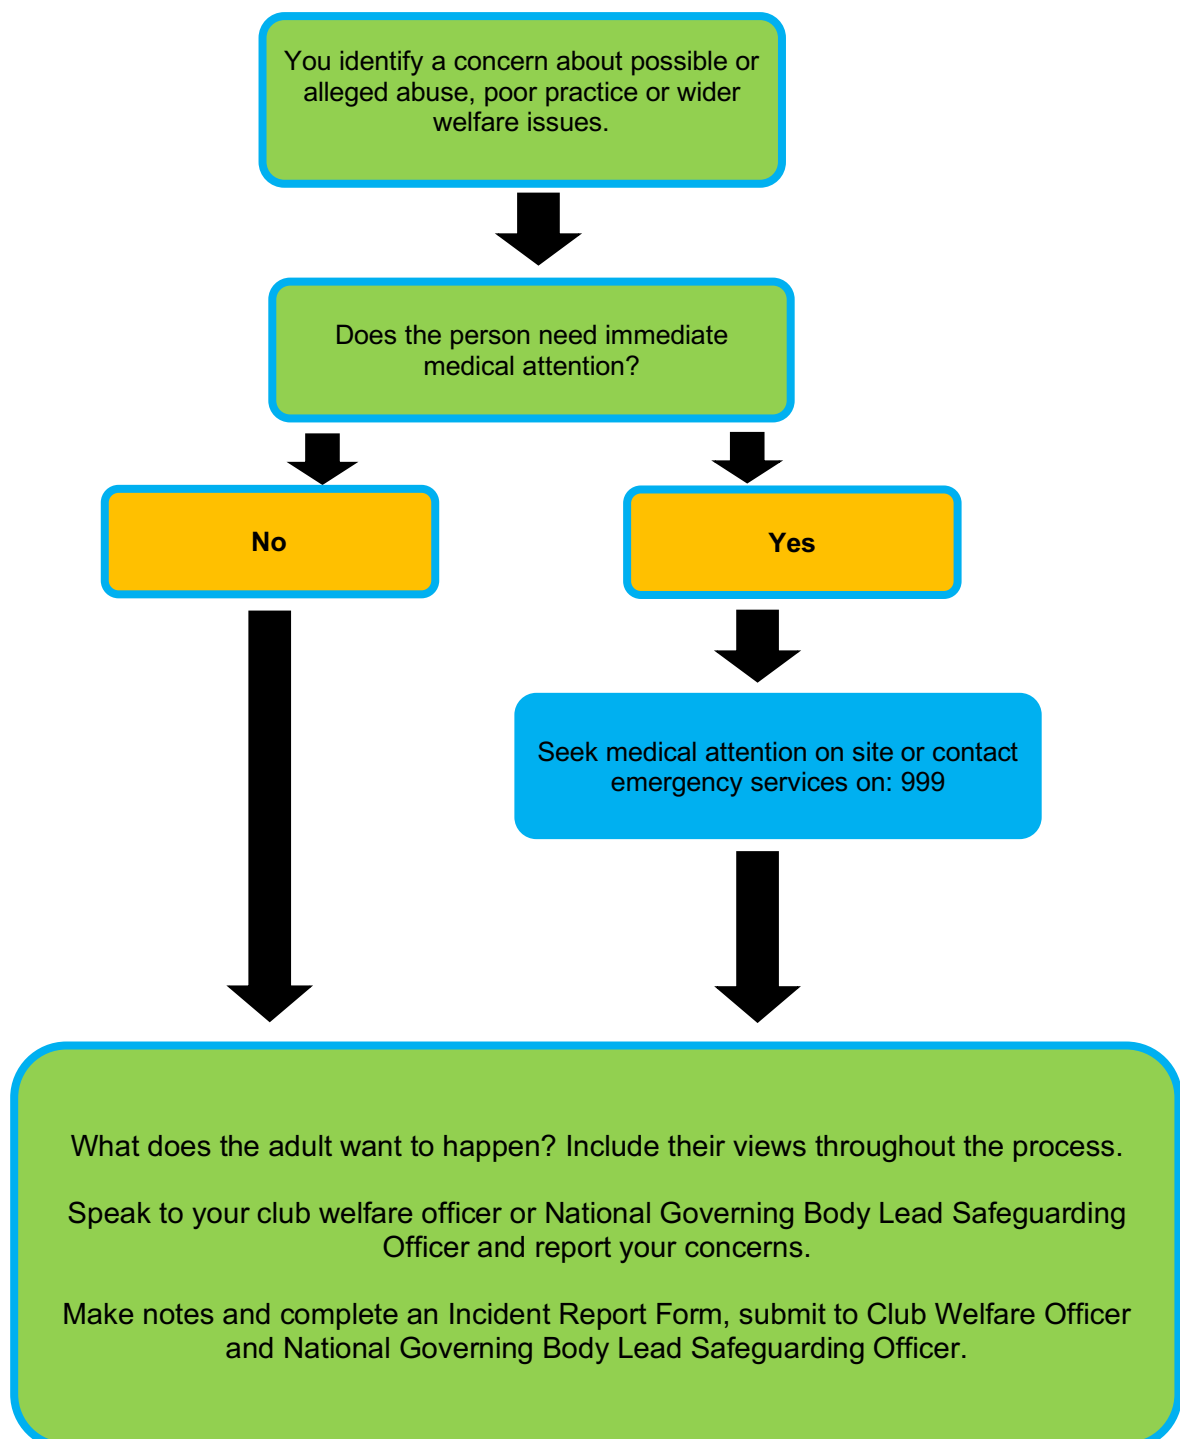 You identify a concern about possible or
alleged abuse, poor practice or wider
welfare issues.
Does the person need immediate
medical attention?
No
Yes
Seek medical attention on site or contact
emergency services on: 999
What does the adult want to happen? Include their views throughout the process.
Speak to your club welfare officer or National Governing Body Lead Safeguarding
Officer and report your concerns.
Make notes and complete an Incident Report Form, submit to Club Welfare Officer
and National Governing Body Lead Safeguarding Officer.